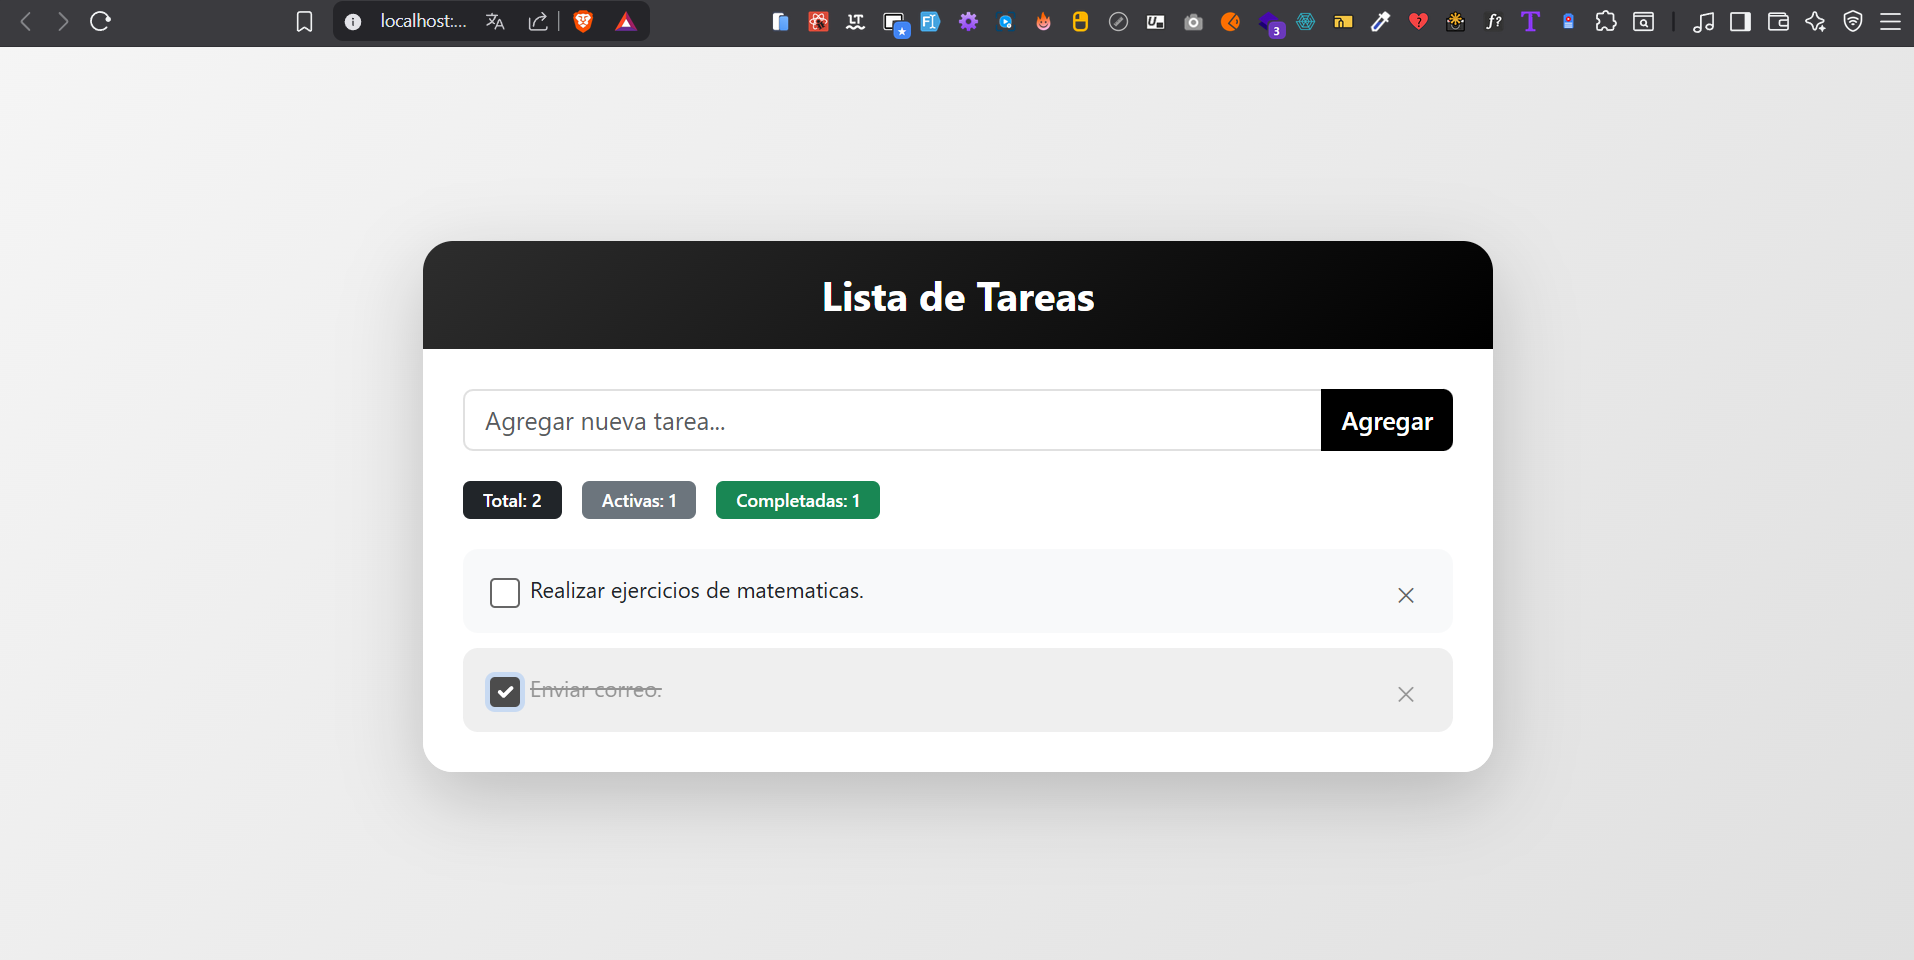 localhost:...
3
Lista de Tareas
Agregar nueva tarea...
Agregar
Total: 2
Activas: 1
Completadas: 1
Realizar ejercicios de matematicas.
Enviar correo.